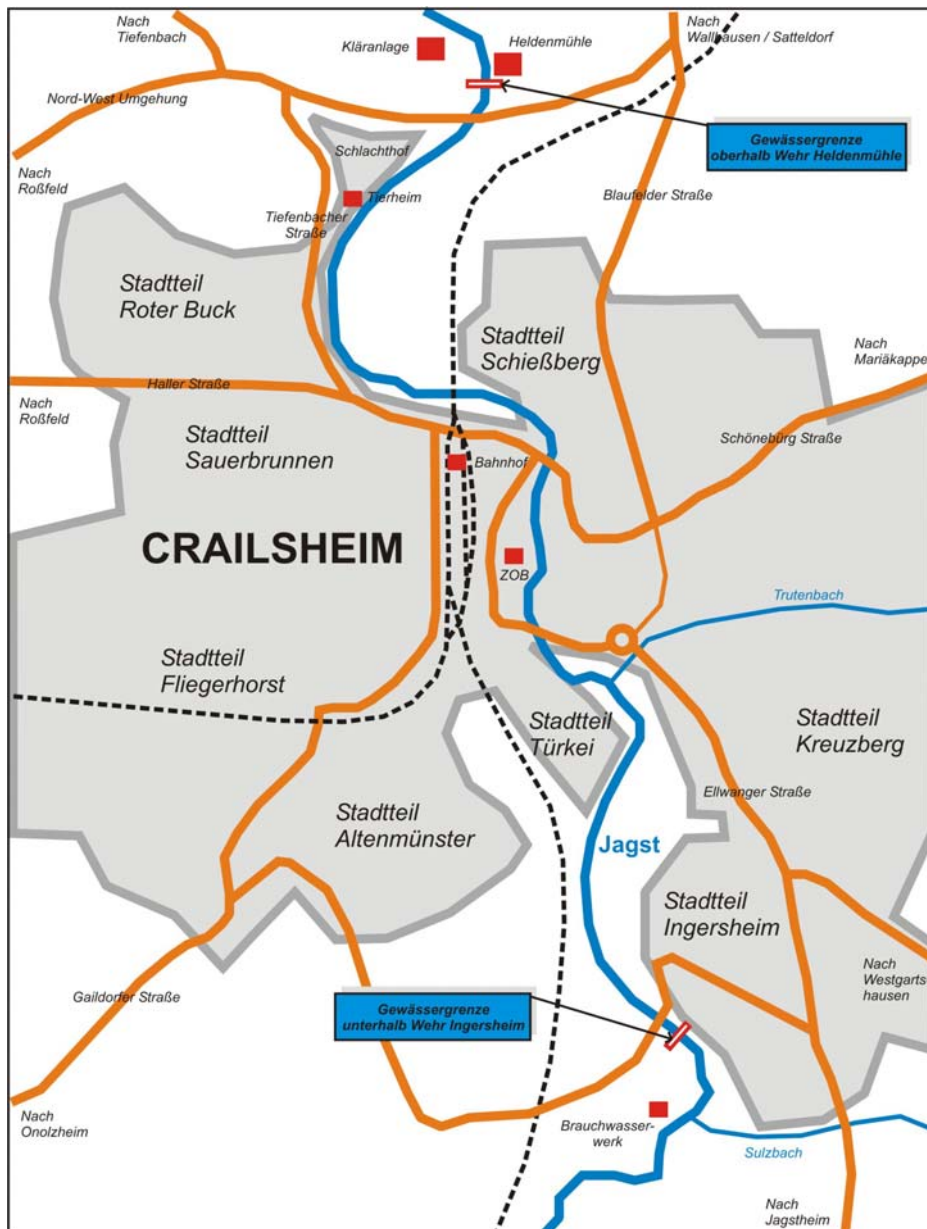 Nach
Tiefenbach
Kläranlage
Heldenmühle
Nach
Wallhausen / Satteldorf
Nord-West Umgehung
Gewässergrenze
oberhalb Wehr Heldenmühle
Schlachthof
Nach
Roßfeld
Tierheim
Tiefenbacher
Straße
Blaufelder Straße
Stadtteil
Roter Buck
Stadtteil
Schießberg
Nach
Mariäkappel
Haller Straße
Nach
Roßfeld
Stadtteil
Sauerbrunnen
Schönebürg Straße
Bahnhof
CRAILSHEIM
ZOB
Trutenbach
Stadtteil
Fliegerhorst
Stadtteil
Türkei
Stadtteil
Kreuzberg
Ellwanger Straße
Stadtteil
Altenmünster
Jagst
Stadtteil
Ingersheim
Nach
Westgarts
hausen
Gaildorfer Straße
Gewässergrenze
unterhalb Wehr Ingersheim
Nach
Onolzheim
Brauchwasser-
werk
Sulzbach
Nach
Jagstheim